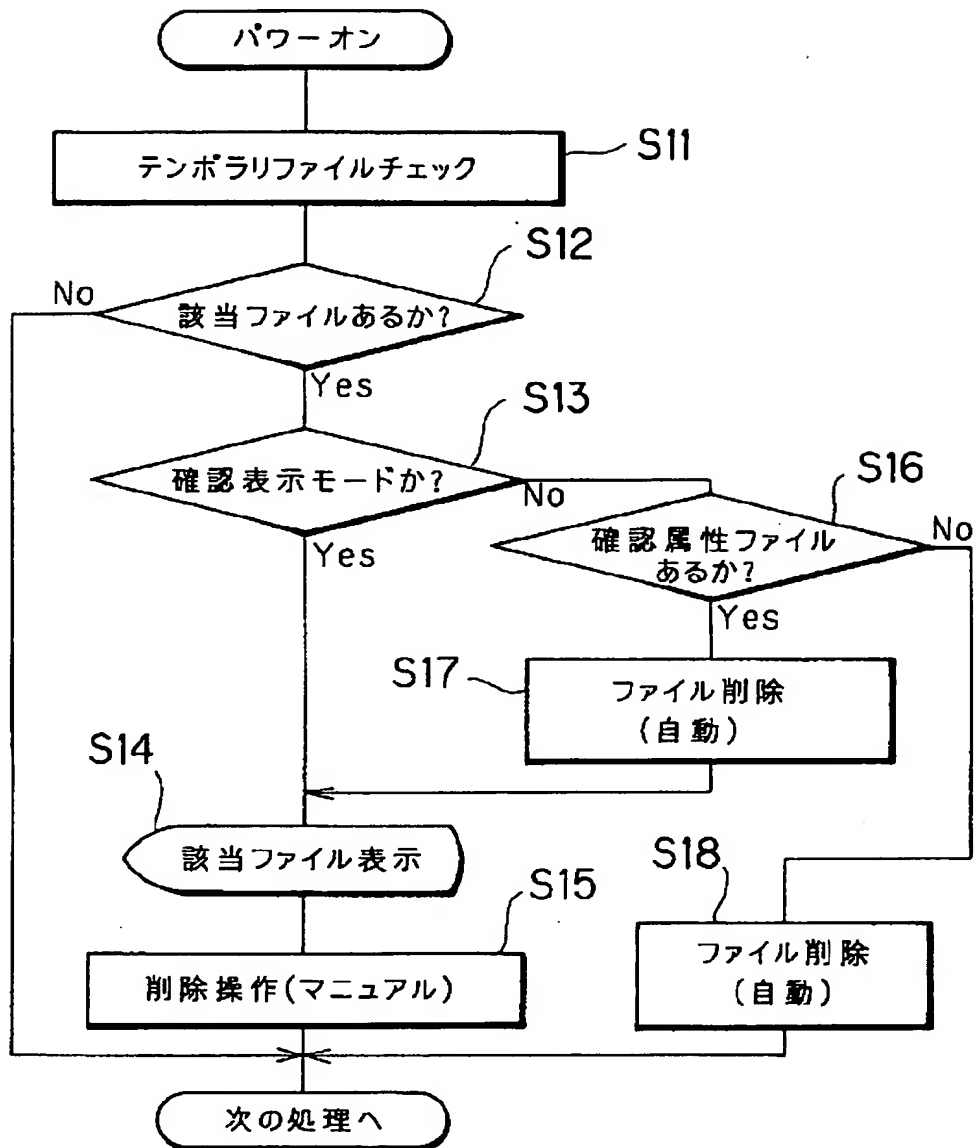 パワーオン
S11
テンポラリファイルチェック
S12
No
該当ファイルあるか?
Yes
S13
確認表示モードか?
No
S16
No
Yes
確認属性ファイル
あるか?
Yes
S17
ファイル削除
(自動)
S14
該当ファイル表示
S18
S15
ファイル削除
(自動)
削除操作(マニュアル)
次の処理へ